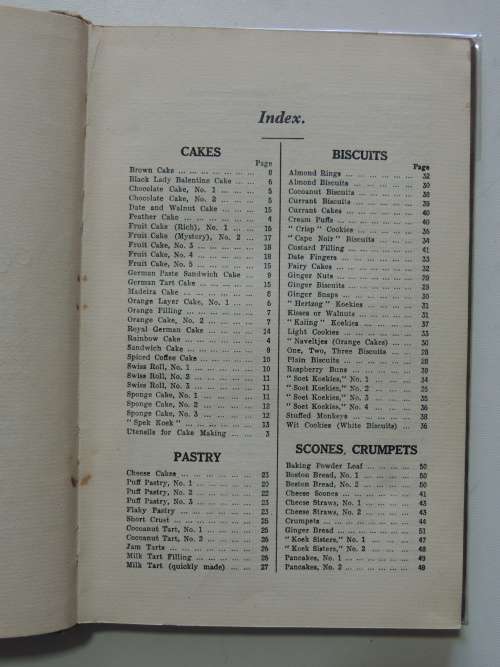 Index.
CAKES
Page
Brown Cake ... ... ... ... ... ... 8
Black Lady Balentine Cake ... ... 6
Chocolate Cake, No. 1 ... ... ... 5
Chocolate Cake, No. 2 ... ... ... 5
Date and Walnut Cake ... ... ... 15
Feather Cake ... ... ... ... ... 4
Fruit Cake (Rich), No. 1 ... ... 16
Fruit Cake (Mystery), No. 2 ... 17
Fruit Cake, No. 3 ... ... ... ... 18
Fruit Cake, No. 4 ... ... ... ... 18
Fruit Cake, No. 5 ... ... ... ... 15
German Paste Sandwich Cake ... 9
German Tart Cake ... ... ... ... 15
Madeira Cake ... ... ... ... ... 8
Orange Layer Cake, No. 1 ... ... 6
Orange Filling ... ... ... ... ... 7
Orange Cake, No. 2 ... ... ... ... 7
Royal German Cake ... ... ... ... 14
Rainbow Cake ... ... ... ... ... 4
Sandwich Cake ... ... ... ... ... 8
Spiced Coffee Cake ... ... ... ... 10
Swiss Roll, No. 1 ... ... ... ... 10
Swiss Roll, No. 2 ... ... ... ... 11
Swiss Roll, No. 3 ... ... ... ... 11
Sponge Cake, No. 1 ... ... ... ... 11
Sponge Cake, No. 2 ... ... ... ... 12
Sponge Cake, No. 3 ... ... ... ... 12
" Spek Koek " ... ... ... ... ... 13
Utensils for Cake Making ... ... 3
PASTRY
Cheese Cakes ... ... ... ... ... 23
Puff Pastry, No. 1 ... ... ... ... 20
Puff Pastry, No. 2 ... ... ... ... 22
Puff Pastry, No. 3 ... ... ... ... 23
Flaky Pastry ... ... ... ... ... 23
Short Crust ... ... ... ... ... 25
Cocoanut Tart, No. 1 ... ... ... 25
Cocoanut Tart, No. 2 ... ... ... 26
Jam Tarts ... ... ... ... ... ... 26
Milk Tart Filling ... ... ... ... 26
Milk Tart (quickly made) ... ... 27
BISCUITS
Page
Almond Rings ... ... ... ... ... 32
Almond Biscuits ... ... ... ... 30
Cocoanut Biscuits ... ... ... ... 38
Currant Biscuits ... ... ... ... 39
Currant Cakes ... ... ... ... ... 40
Cream Puffs ... ... ... ... ... 40
" Crisp " Cookies ... ... ... ... 35
" Cape Noir " Biscuits ... ... ... 34
Custard Filling ... ... ... ... ... 41
Date Fingers ... ... ... ... ... 33
Fairy Cakes ... ... ... ... ... 32
Ginger Nuts ... ... ... ... ... 29
Ginger Biscuits ... ... ... ... ... 29
Ginger Snaps ... ... ... ... ... 30
" Hertzog " Koekies ... ... ... 31
Kisses or Walnuts ... ... ... ... 31
" Kaiing " Koekies ... ... ... ... 37
Light Cookies ... ... ... ... ... 33
" Naveltjes (Orange Cakes) ... 30
One, Two, Three Biscuits ... ... 28
Plain Biscuits ... ... ... ... ... 28
Raspberry Buns ... ... ... ... ... 39
" Soet Koekies," No. 1 ... ... ... 34
" Soet Koekies," No. 2 ... ... ... 35
" Soet Koekies," No. 3 ... ... ... 35
" Soet Koekies," No. 4 ... ... ... 36
Stuffed Monkeys ... ... ... ... 38
Wit Cookies (White Biscuits) ... 36
SCONES, CRUMPETS
Baking Powder Loaf ... ... ... ... 50
Boston Bread, No. 1 ... ... ... 50
Boston Bread, No. 2 ... ... ... 50
Cheese Scones ... ... ... ... ... 41
Cheese Straws, No. 1 ... ... ... 43
Cheese Straws, No. 2 ... ... ... 43
Crumpets ... ... ... ... ... ... 44
Ginger Bread ... ... ... ... ... 51
" Koek Sisters," No. 1 ... ... ... 47
" Koek Sisters," No. 2 ... ... ... 48
Pancakes, No. 1 ... ... ... ... ... 49
Pancakes, No. 2 ... ... ... ... ... 49